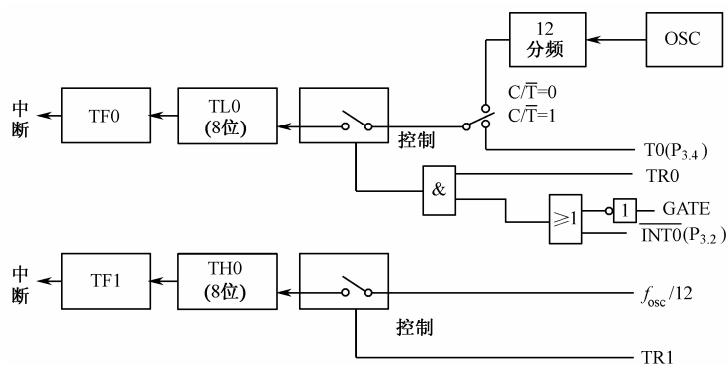 12
分频
OSC
C/T̅=0
C/T̅=1
中
断
TF0
TL0
(8位)
控制
T0(P3.4)
TR0
&
≥1
1
GATE
I̅N̅T̅0̅(P3.2)
中
断
TF1
TH0
(8位)
控制
fosc/12
TR1